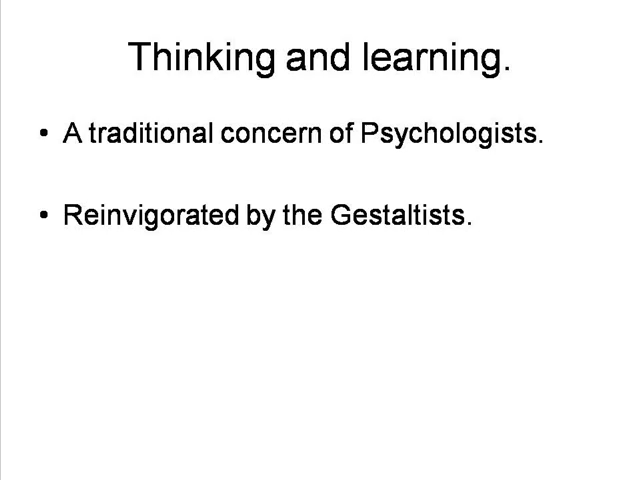 Thinking and learning.
• A traditional concern of Psychologists.
• Reinvigorated by the Gestaltists.